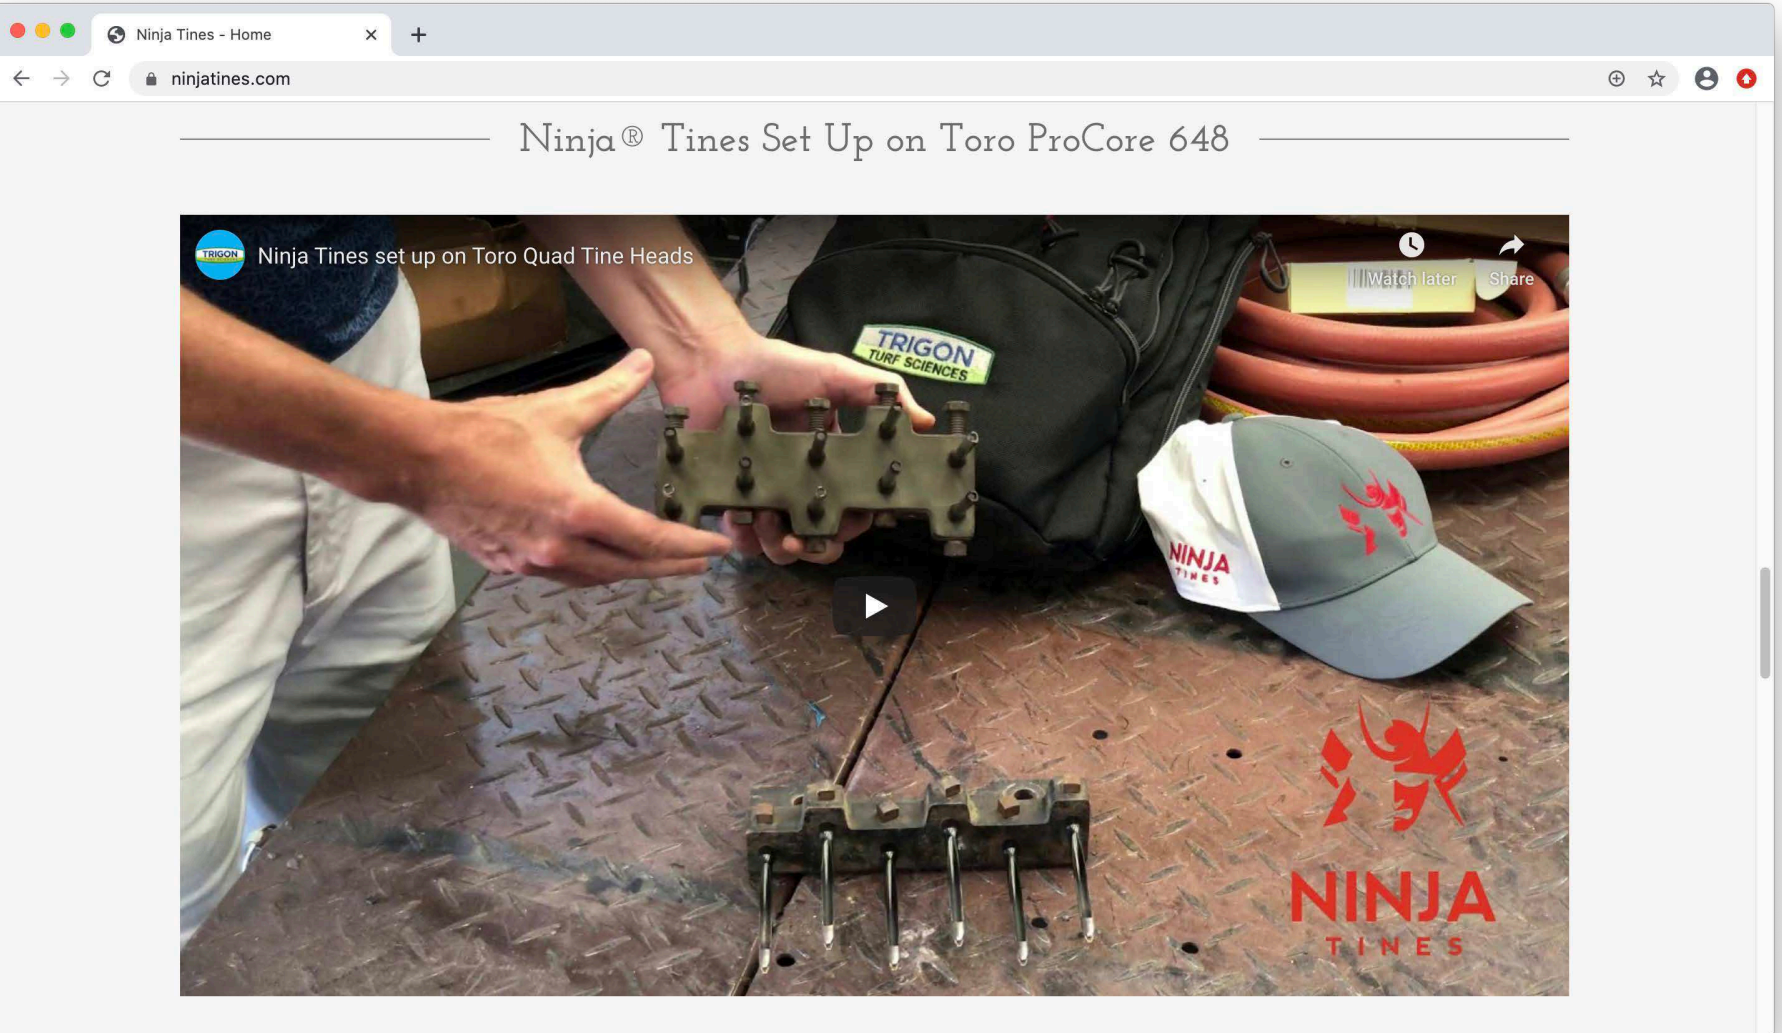 Ninja Tines - Home
ninjatines.com
Ninja® Tines Set Up on Toro ProCore 648
TRIGON
Ninja Tines set up on Toro Quad Tine Heads
Watch later
Share
TRIGON
TURF SCIENCES
NINJA
TINES
NINJA
TINES